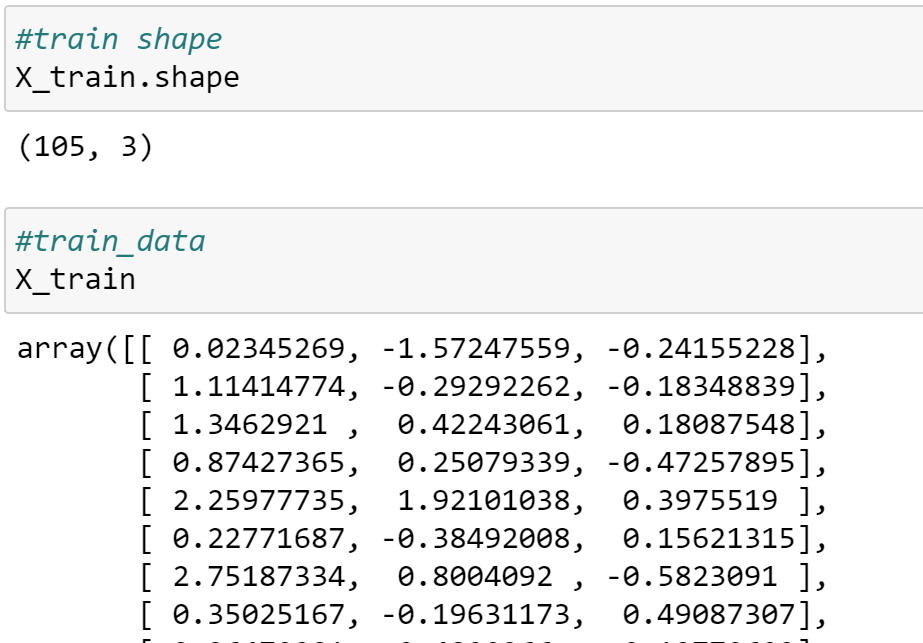 #train shape
X_train.shape
(105, 3)
#train_data
X_train
array([[ 0.02345269, -1.57247559, -0.24155228],
[ 1.11414774, -0.29292262, -0.18348839],
[ 1.3462921 , 0.42243061, 0.18087548],
[ 0.87427365, 0.25079339, -0.47257895],
[ 2.25977735, 1.92101038, 0.3975519 ],
[ 0.22771687, -0.38492008, 0.15621315],
[ 2.75187334, 0.8004092 , -0.5823091 ],
[ 0.35025167, -0.19631173, 0.49087307],